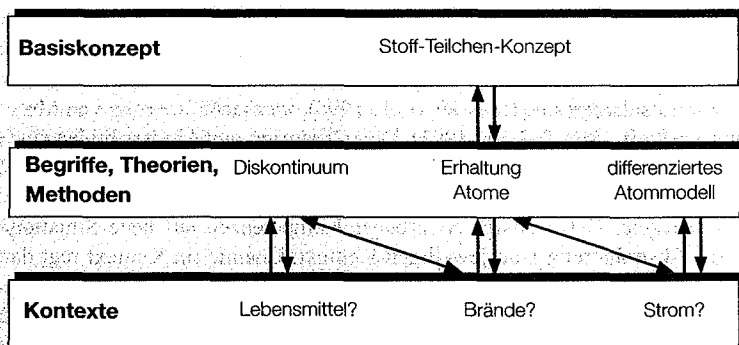 Basiskonzept Stoff-Teilchen-Konzept
Begriffe, Theorien, Diskontinuum Erhaltung differenziertes
Methoden Atome Atommodell
Kontexte Lebensmittel? Brände? Strom?